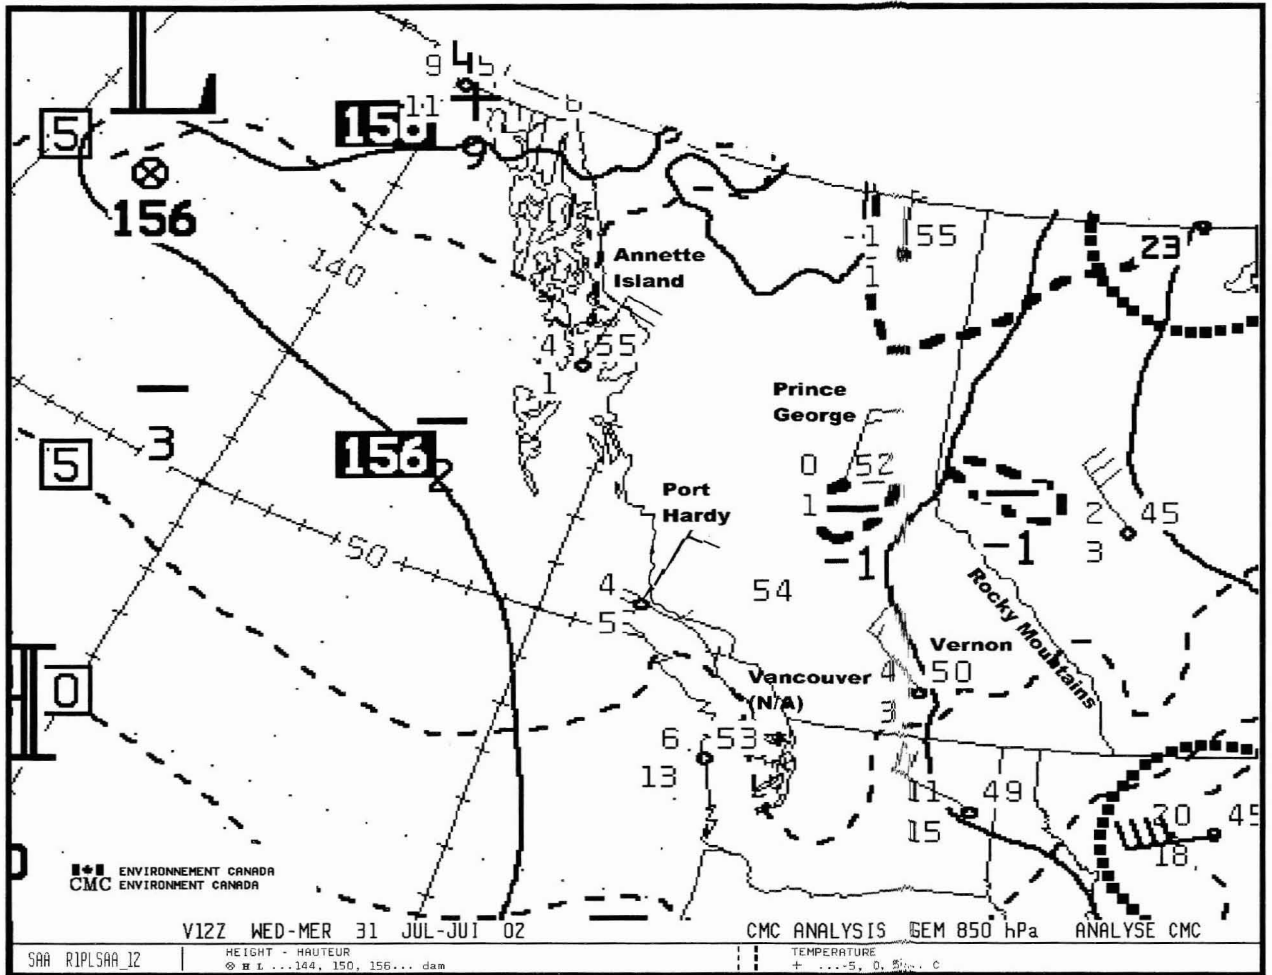 9 45
11
6
5
156
156
9
140
-1 55
1
23
Annette
Island
4 55
1
Prince
George
3
5
156
2
0 52
1
-1
-1
2 45
3
Port
Hardy
50
4
5
54
Rocky Mountains
Vernon
4 50
3
Vancouver
(N/A)
0
6 53
13
L
11 49
15
20 45
18
ENVIRONNEMENT CANADA
CMC ENVIRONMENT CANADA
V12Z WED-MER 31 JUL-JUI 02 CMC ANALYSIS GEM 850 hPa ANALYSE CMC
SAA R1PLSAA_12
HEIGHT - HAUTEUR
⊗ H L ...144, 150, 156... dam
TEMPERATURE
+ ...-5, 0, 5... C